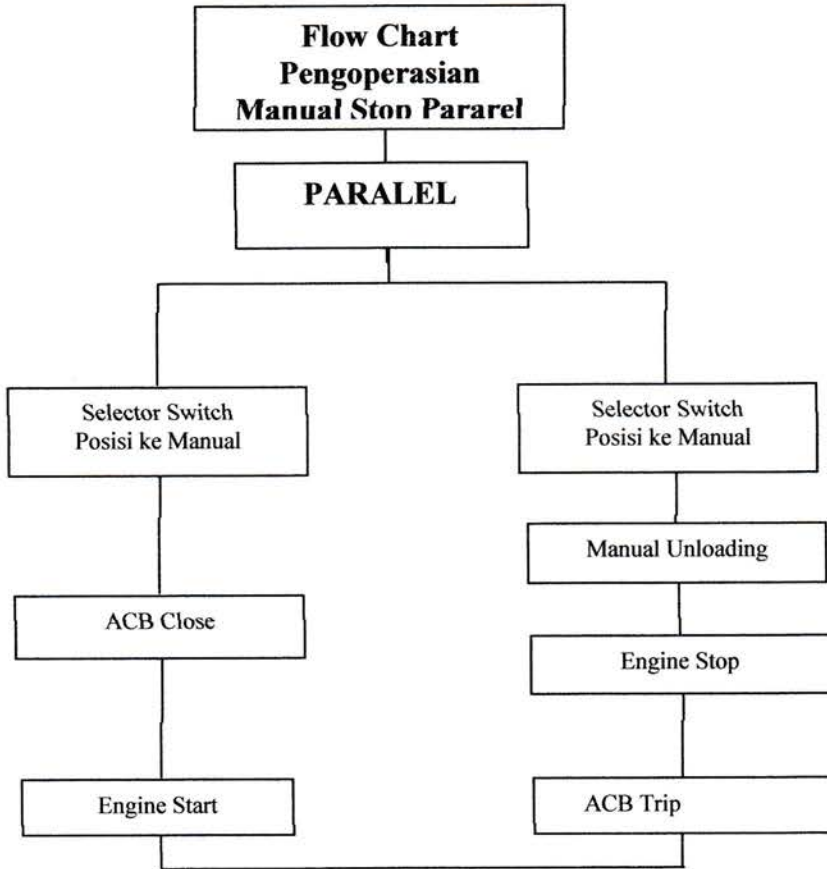 Flow Chart
Pengoperasian
Manual Stop Pararel
PARALEL
Selector Switch
Posisi ke Manual
ACB Close
Engine Start
Selector Switch
Posisi ke Manual
Manual Unloading
Engine Stop
ACB Trip